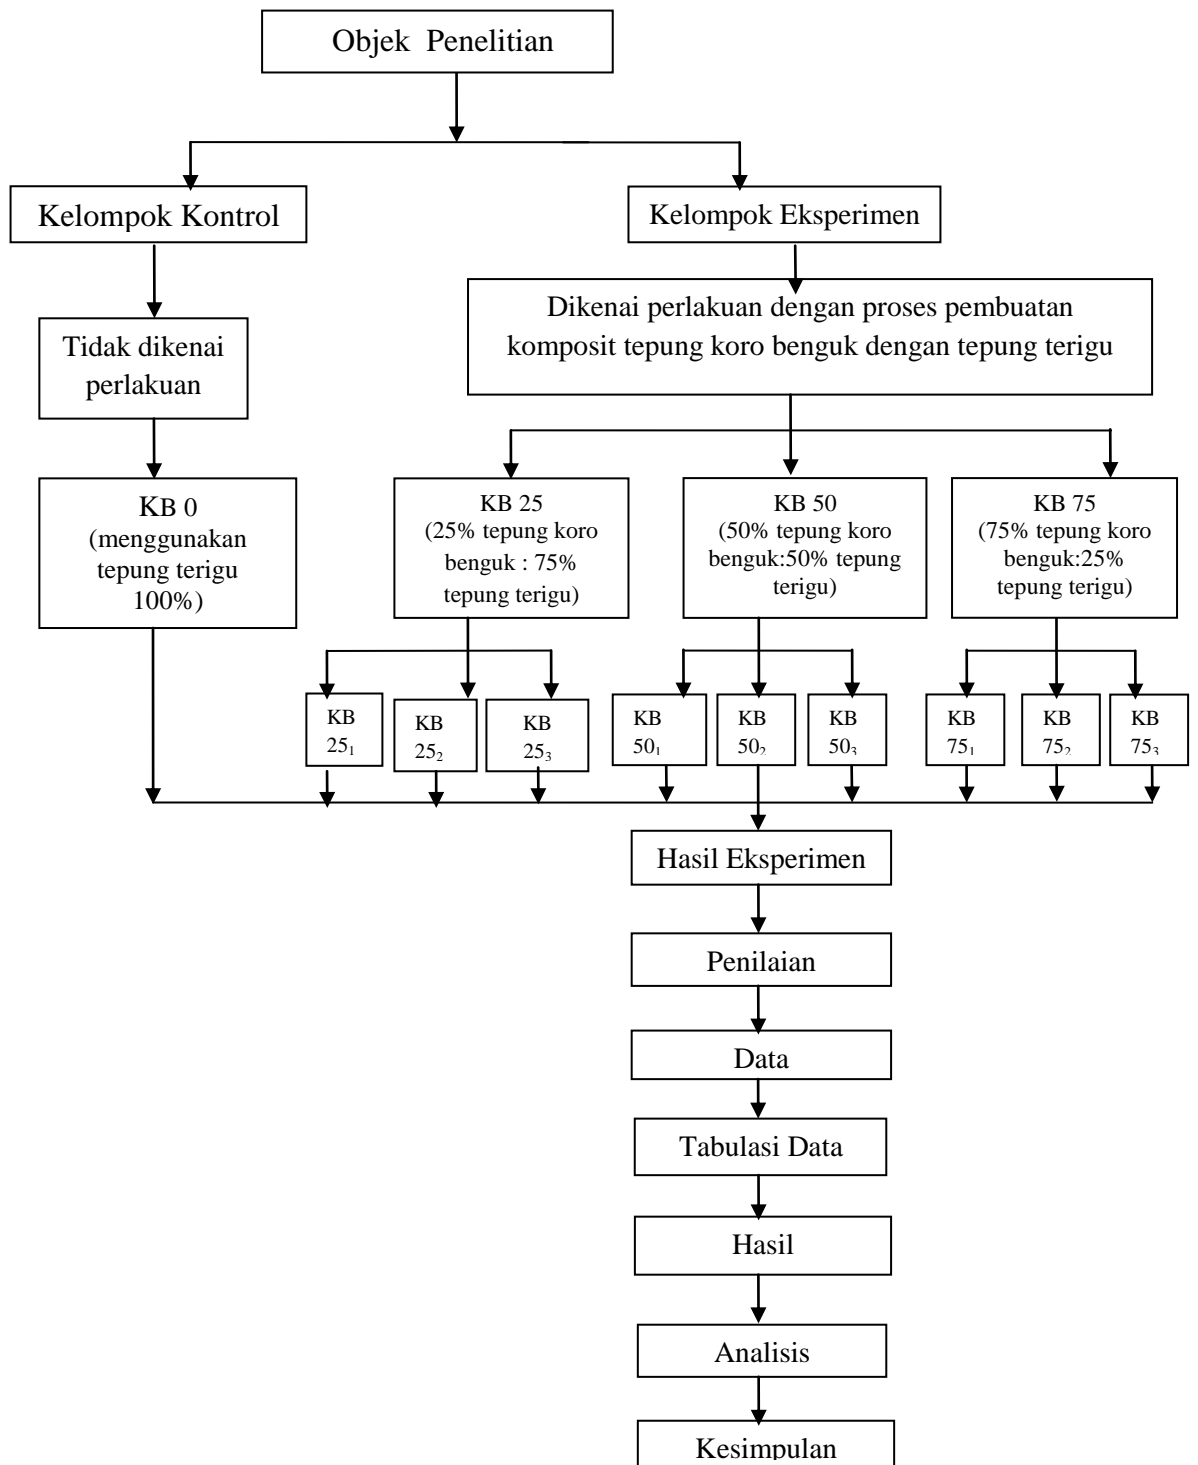 Objek  Penelitian
Kelompok Kontrol
Kelompok Eksperimen
Dikenai perlakuan dengan proses pembuatan
komposit tepung koro benguk dengan tepung terigu
Tidak dikenai
perlakuan
KB 0
(menggunakan
tepung terigu
100%)
KB 25
(25% tepung koro
benguk : 75%
tepung terigu)
KB 50
(50% tepung koro
benguk:50% tepung
terigu)
KB 75
(75% tepung koro
benguk:25%
tepung terigu)
KB
25₁
KB
25₂
KB
25₃
KB
50₁
KB
50₂
KB
50₃
KB
75₁
KB
75₂
KB
75₃
Hasil Eksperimen
Penilaian
Data
Tabulasi Data
Hasil
Analisis
Kesimpulan